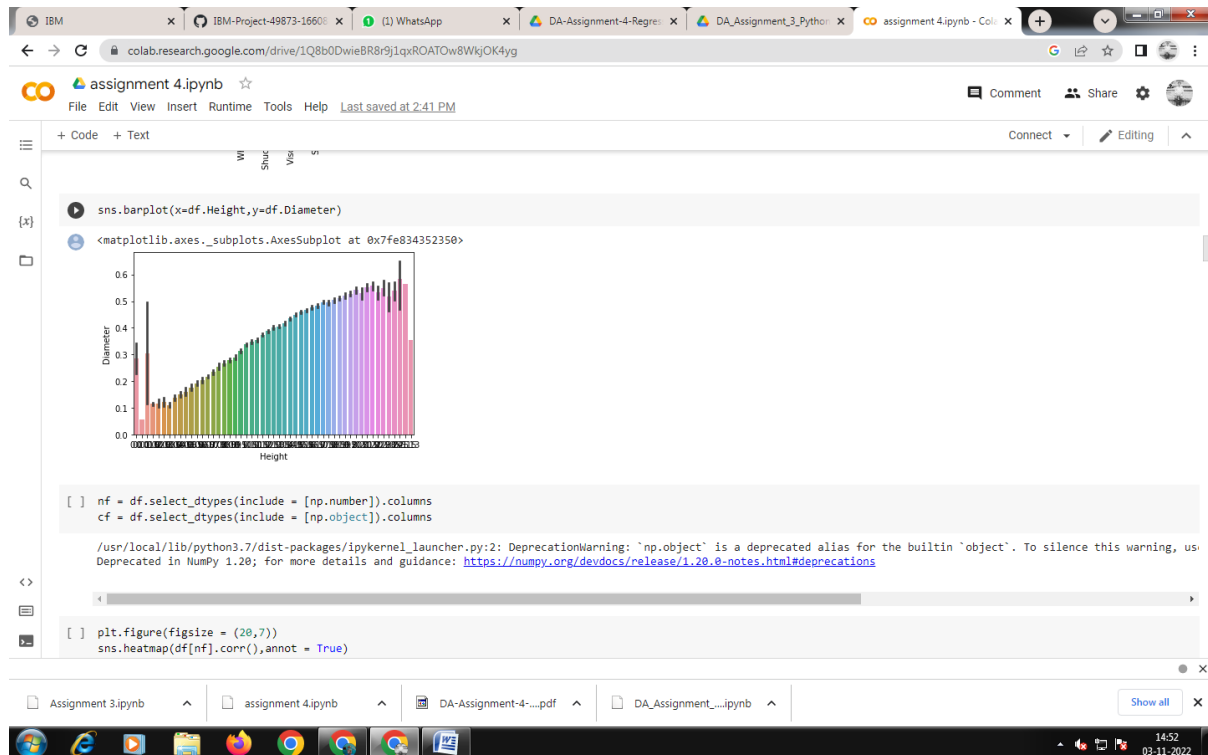 IBM
IBM-Project-49873-16608
(1) WhatsApp
DA-Assignment-4-Regres
DA_Assignment_3_Python
assignment 4.ipynb - Cola
colab.research.google.com/drive/1Q8b0DwieBR8r9j1qxROATOw8WkjOK4yg
assignment 4.ipynb
File Edit View Insert Runtime Tools Help Last saved at 2:41 PM
Comment Share
+ Code + Text
Connect Editing
sns.barplot(x=df.Height,y=df.Diameter)
<matplotlib.axes._subplots.AxesSubplot at 0x7fe834352350>
0.6
0.5
0.4
0.3
0.2
0.1
0.0
Diameter
Height
[ ] nf = df.select_dtypes(include = [np.number]).columns
cf = df.select_dtypes(include = [np.object]).columns
/usr/local/lib/python3.7/dist-packages/ipykernel_launcher.py:2: DeprecationWarning: `np.object` is a deprecated alias for the builtin `object`. To silence this warning, us
Deprecated in NumPy 1.20; for more details and guidance: https://numpy.org/devdocs/release/1.20.0-notes.html#deprecations
[ ] plt.figure(figsize = (20,7))
sns.heatmap(df[nf].corr(),annot = True)
Assignment 3.ipynb
assignment 4.ipynb
DA-Assignment-4-....pdf
DA_Assignment_....ipynb
Show all
14:52
03-11-2022